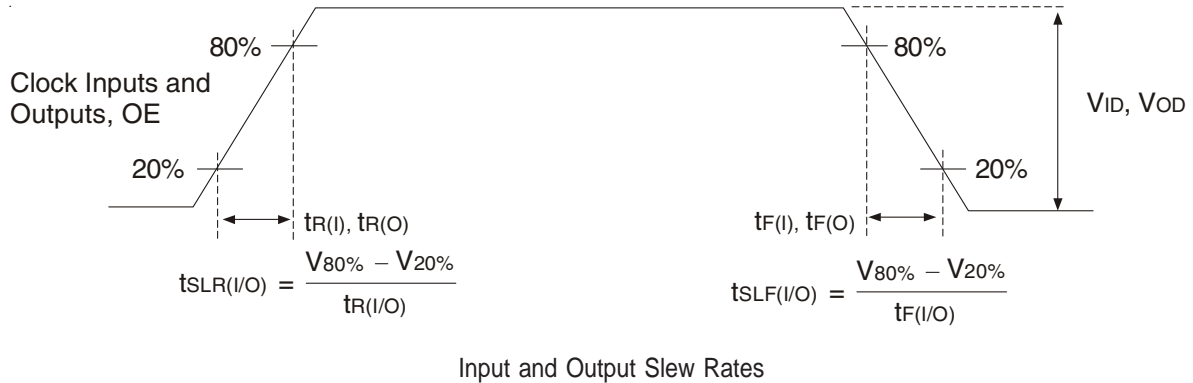 80%
80%
Clock Inputs and
Outputs, OE
VID, VOD
20%
20%
tR(I), tR(O)
tF(I), tF(O)
tSLR(I/O) = V80% – V20%
tR(I/O)
tSLF(I/O) = V80% – V20%
tF(I/O)
Input and Output Slew Rates